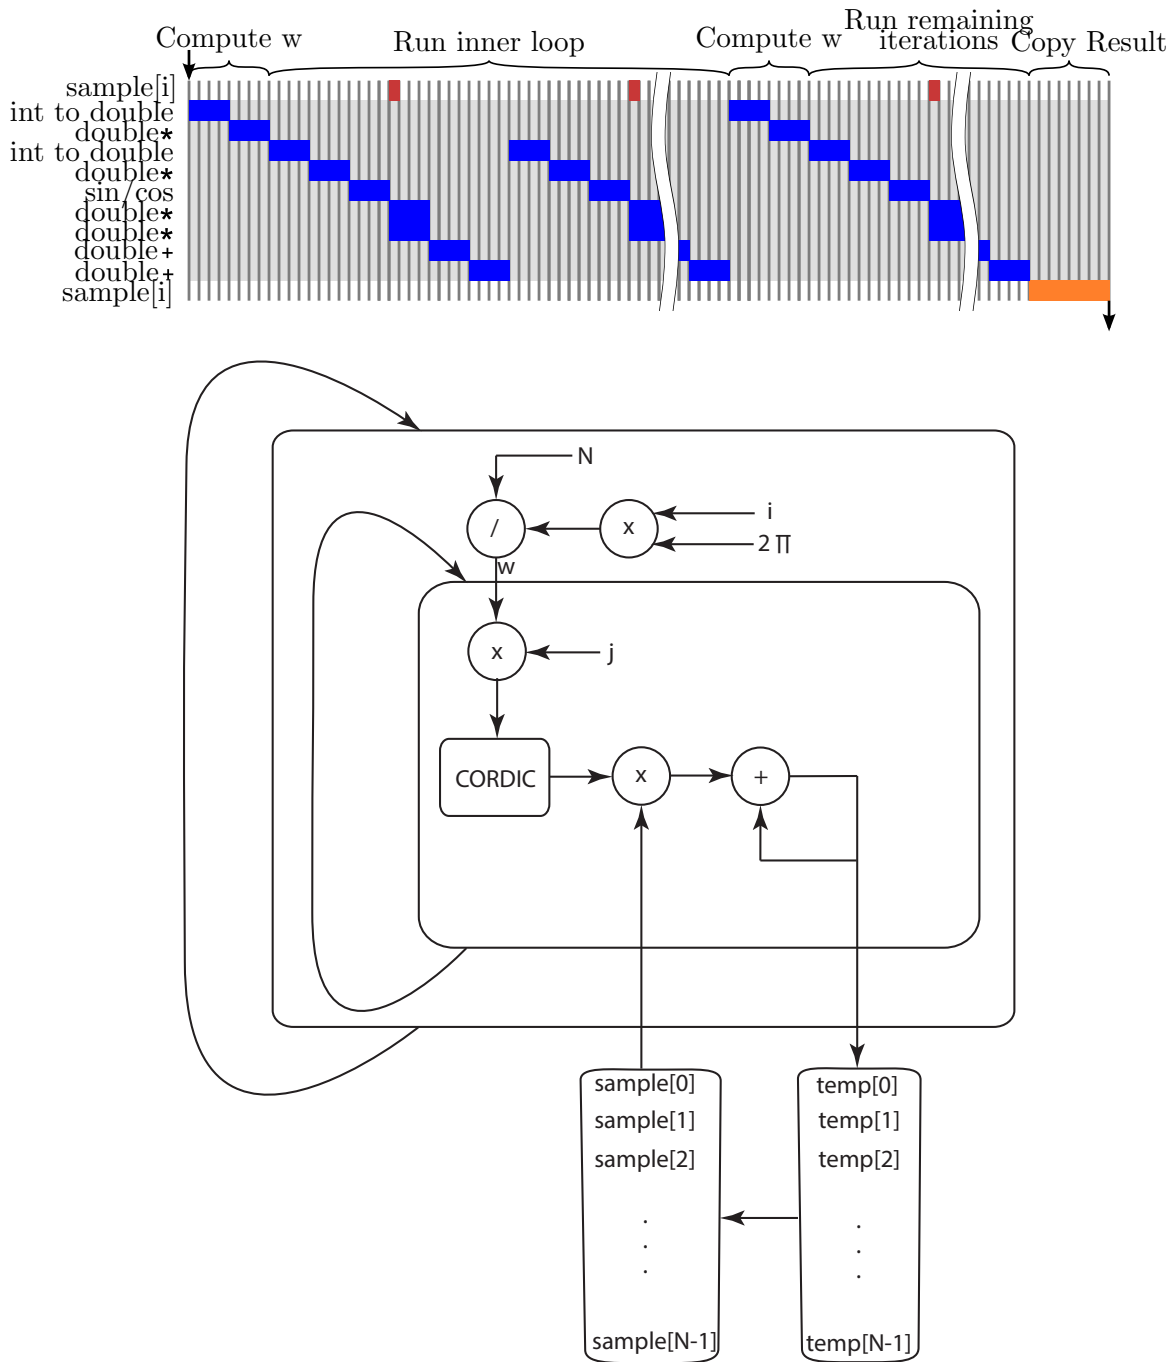 Compute w
Run inner loop
Compute w
Run remaining
iterations
Copy Result
sample[i]
int to double
double*
int to double
double*
sin/cos
double*
double*
double+
double+
sample[i]
N
/
x
i
2 Π
w
x
j
CORDIC
x
+
sample[0]
sample[1]
sample[2]
.
.
.
sample[N-1]
temp[0]
temp[1]
temp[2]
.
.
.
temp[N-1]